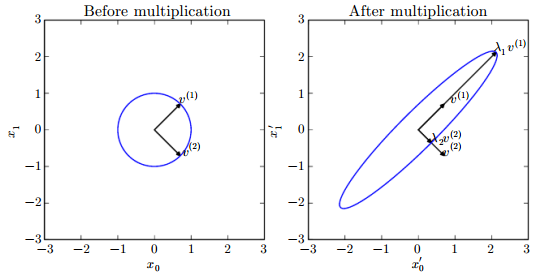 Before multiplication
3
2
1
0
−1
−2
−3
−3
−2
−1
0
1
2
3
x₀
x₁
v⁽¹⁾
v⁽²⁾
After multiplication
3
2
1
0
−1
−2
−3
−3
−2
−1
0
1
2
3
x′₀
x′₁
λ₁ v⁽¹⁾
v⁽¹⁾
λ₂v⁽²⁾
v⁽²⁾